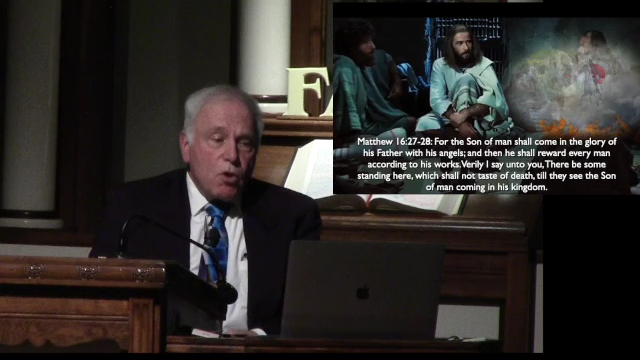 F
Matthew 16:27-28: For the Son of man shall come in the glory of
his Father with his angels; and then he shall reward every man
according to his works.Verily I say unto you,There be some
standing here, which shall not taste of death, till they see the Son
of man coming in his kingdom.